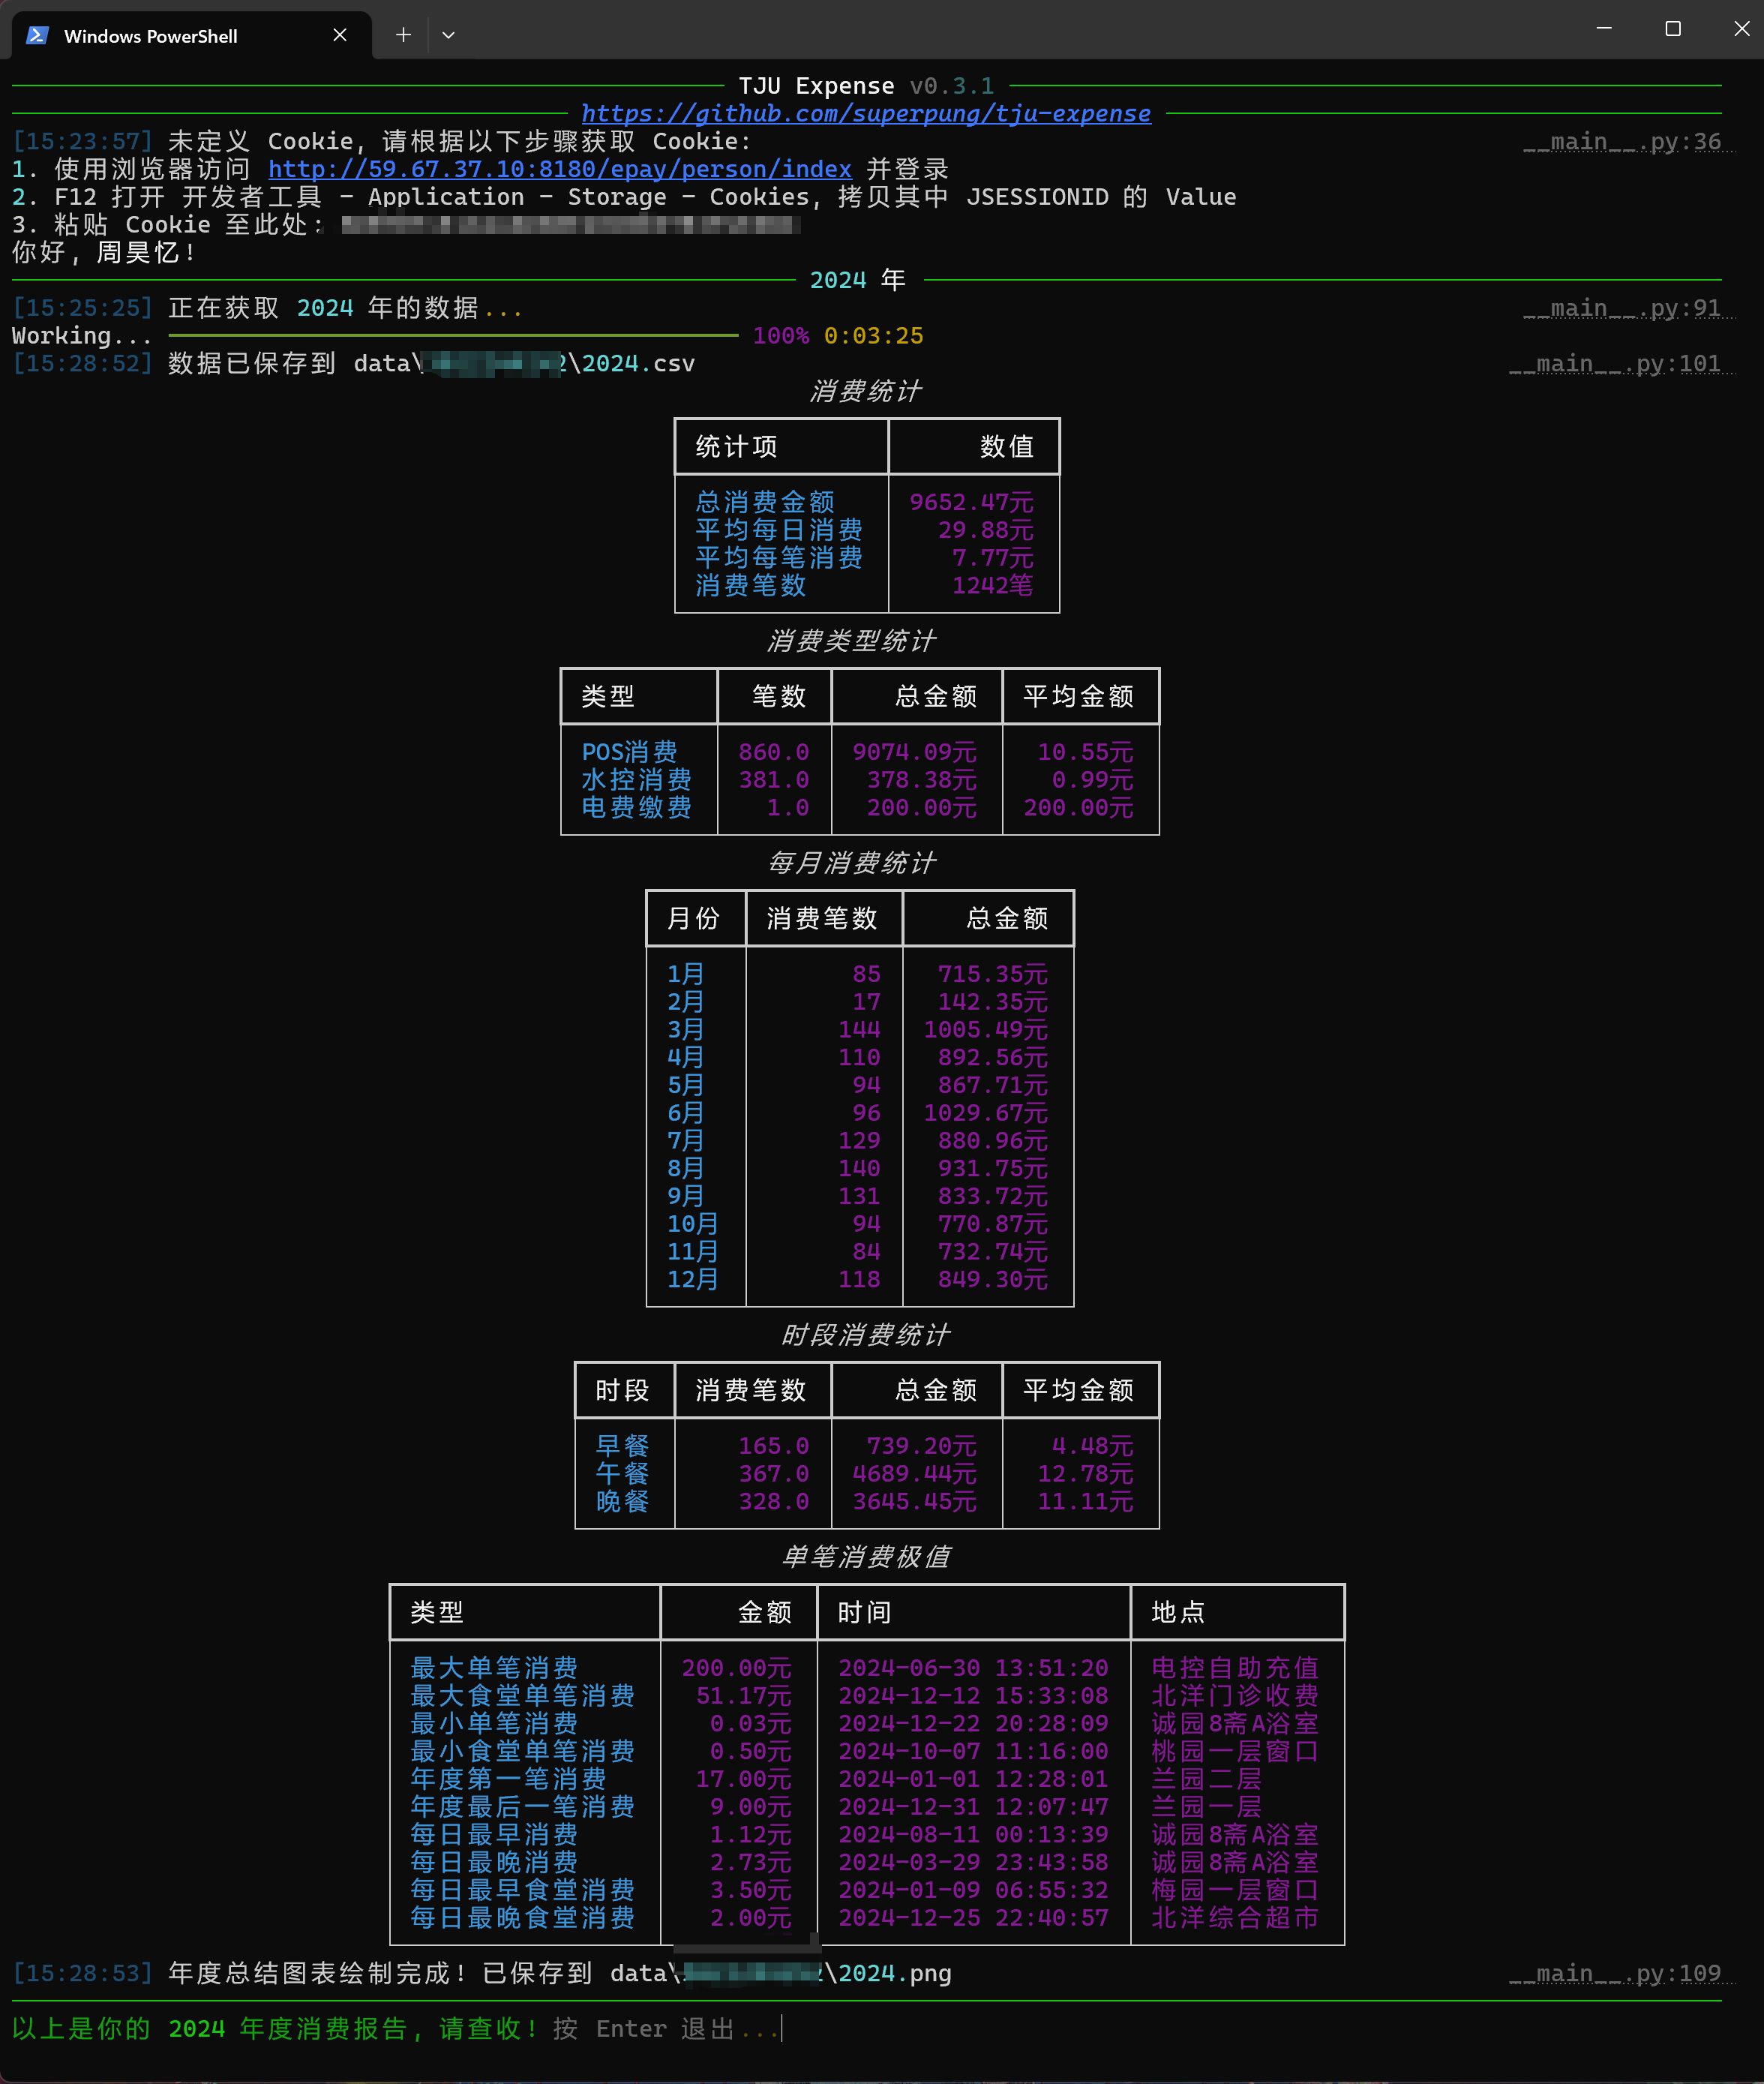 Windows PowerShell
TJU Expense v0.3.1
https://github.com/superpung/tju-expense
[15:23:57] 未定义 Cookie, 请根据以下步骤获取 Cookie: __main__.py:36
1. 使用浏览器访问 http://59.67.37.10:8180/epay/person/index 并登录
2. F12 打开 开发者工具 - Application - Storage - Cookies, 拷贝其中 JSESSIONID 的 Value
3. 粘贴 Cookie 至此处:
你好, 周昊忆!
2024 年
[15:25:25] 正在获取 2024 年的数据... __main__.py:91
Working... 100% 0:03:25
[15:28:52] 数据已保存到 data\2\2024.csv __main__.py:101
消费统计
统计项 数值
总消费金额 9652.47元
平均每日消费 29.88元
平均每笔消费 7.77元
消费笔数 1242笔
消费类型统计
类型 笔数 总金额 平均金额
POS消费 860.0 9074.09元 10.55元
水控消费 381.0 378.38元 0.99元
电费缴费 1.0 200.00元 200.00元
每月消费统计
月份 消费笔数 总金额
1月 85 715.35元
2月 17 142.35元
3月 144 1005.49元
4月 110 892.56元
5月 94 867.71元
6月 96 1029.67元
7月 129 880.96元
8月 140 931.75元
9月 131 833.72元
10月 94 770.87元
11月 84 732.74元
12月 118 849.30元
时段消费统计
时段 消费笔数 总金额 平均金额
早餐 165.0 739.20元 4.48元
午餐 367.0 4689.44元 12.78元
晚餐 328.0 3645.45元 11.11元
单笔消费极值
类型 金额 时间 地点
最大单笔消费 200.00元 2024-06-30 13:51:20 电控自助充值
最大食堂单笔消费 51.17元 2024-12-12 15:33:08 北洋门诊收费
最小单笔消费 0.03元 2024-12-22 20:28:09 诚园8斋A浴室
最小食堂单笔消费 0.50元 2024-10-07 11:16:00 桃园一层窗口
年度第一笔消费 17.00元 2024-01-01 12:28:01 兰园二层
年度最后一笔消费 9.00元 2024-12-31 12:07:47 兰园一层
每日最早消费 1.12元 2024-08-11 00:13:39 诚园8斋A浴室
每日最晚消费 2.73元 2024-03-29 23:43:58 诚园8斋A浴室
每日最早食堂消费 3.50元 2024-01-09 06:55:32 梅园一层窗口
每日最晚食堂消费 2.00元 2024-12-25 22:40:57 北洋综合超市
[15:28:53] 年度总结图表绘制完成! 已保存到 data\2\2024.png __main__.py:109
以上是你的 2024 年度消费报告, 请查收! 按 Enter 退出...